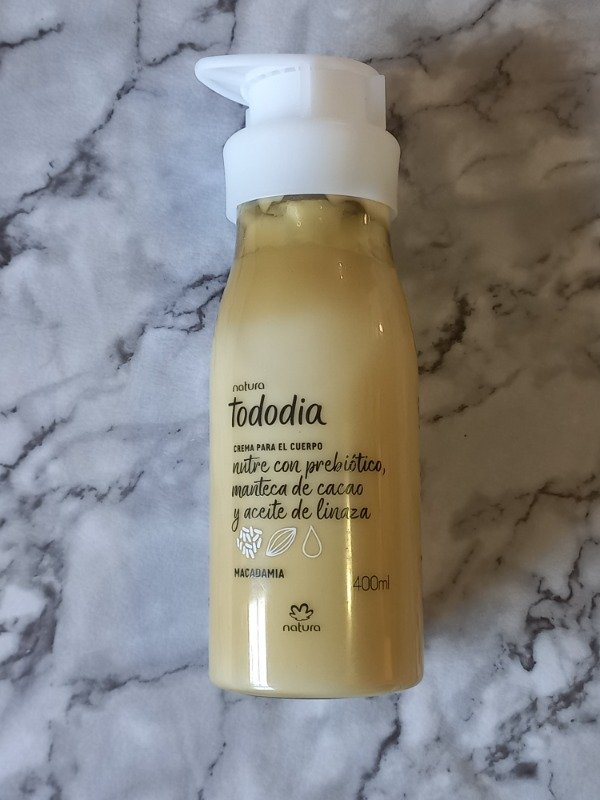 natura
tododia
CREMA PARA EL CUERPO
nutre con prebiótico,
manteca de cacao
y aceite de linaza
MACADAMIA
400ml
natura